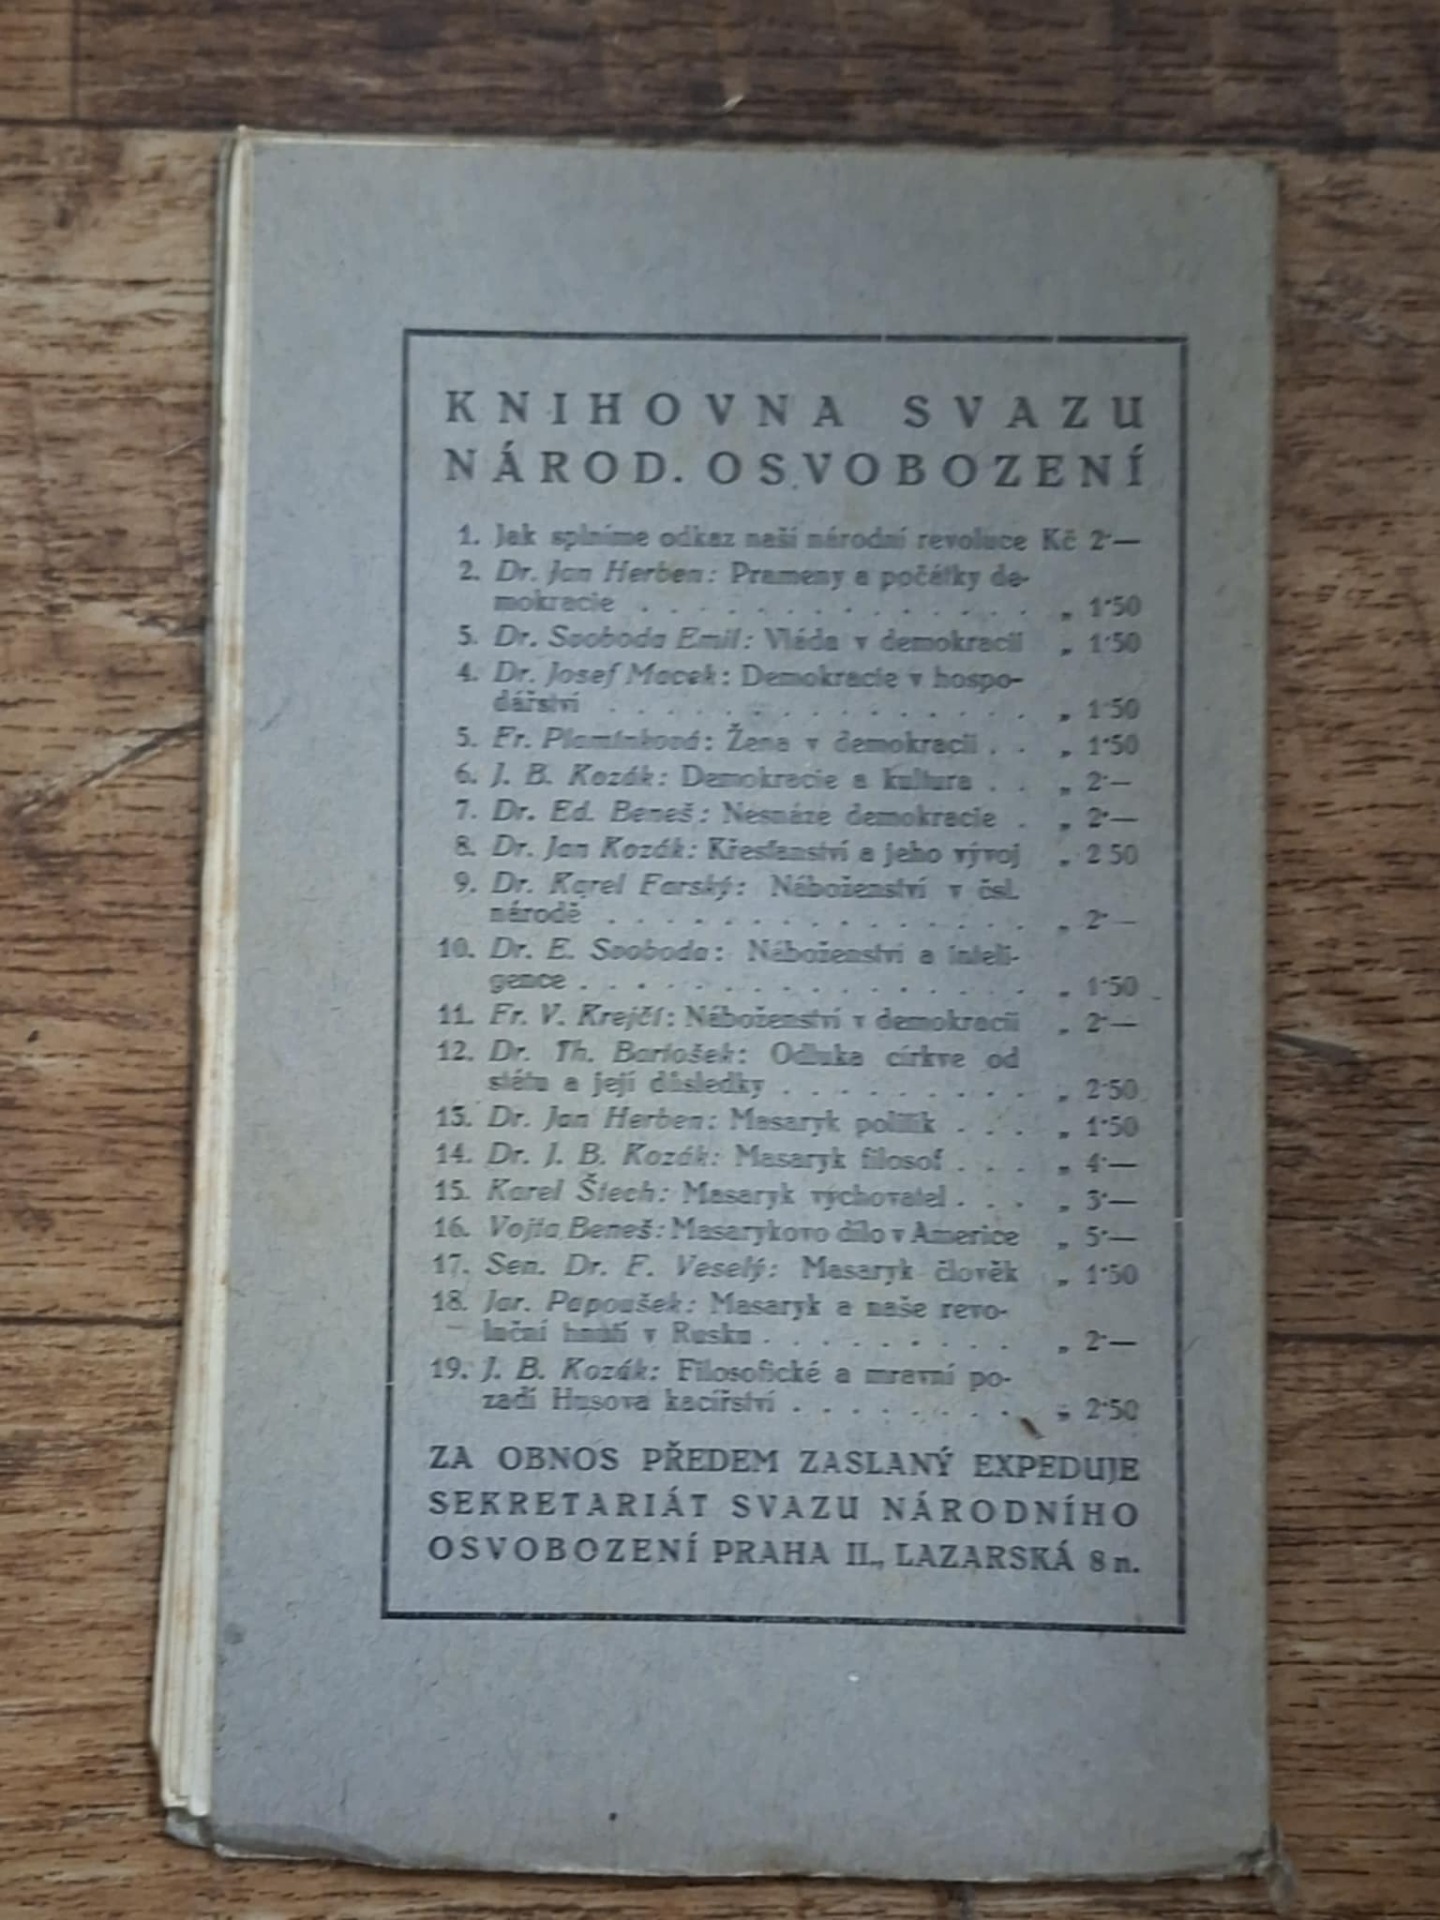 KNIHOVNA SVAZU
NÁROD. OSVOBOZENÍ
1. Jak splníme odkaz naší národní revoluce Kč 2·—
2. Dr. Jan Herben: Prameny a počátky de-
mokracie . . . . . . . . . . . . . . „ 1·50
3. Dr. Svoboda Emil: Vláda v demokracii „ 1·50
4. Dr. Josef Macek: Demokracie v hospo-
dářství . . . . . . . . . . . . . . . „ 1·50
5. Fr. Plamínková: Žena v demokracii . . „ 1·50
6. J. B. Kozák: Demokracie a kultura . . „ 2·—
7. Dr. Ed. Beneš: Nesnáze demokracie . „ 2·—
8. Dr. Jan Kozák: Křesťanství a jeho vývoj „ 2 50
9. Dr. Karel Farský: Náboženství v čsl.
národě . . . . . . . . . . . . . . . „ 2·—
10. Dr. E. Svoboda: Náboženství a inteli-
gence . . . . . . . . . . . . . . . . „ 1·50
11. Fr. V. Krejčí: Náboženství v demokracii „ 2·—
12. Dr. Th. Bartošek: Odluka církve od
státu a její důsledky . . . . . . . . . „ 2·50
13. Dr. Jan Herben: Masaryk politik . . . „ 1·50
14. Dr. J. B. Kozák: Masaryk filosof . . . „ 4·—
15. Karel Štech: Masaryk vychovatel . . . „ 3·—
16. Vojta Beneš: Masarykovo dílo v Americe „ 5·—
17. Sen. Dr. F. Veselý: Masaryk člověk „ 1·50
18. Jar. Papoušek: Masaryk a naše revo-
luční hnutí v Rusku . . . . . . . . . „ 2·—
19. J. B. Kozák: Filosofické a mravní po-
zadí Husova kacířství . . . . . . . . „ 2·50
ZA OBNOS PŘEDEM ZASLANÝ EXPEDUJE
SEKRETARIÁT SVAZU NÁRODNÍHO
OSVOBOZENÍ PRAHA II., LAZARSKÁ 8 n.